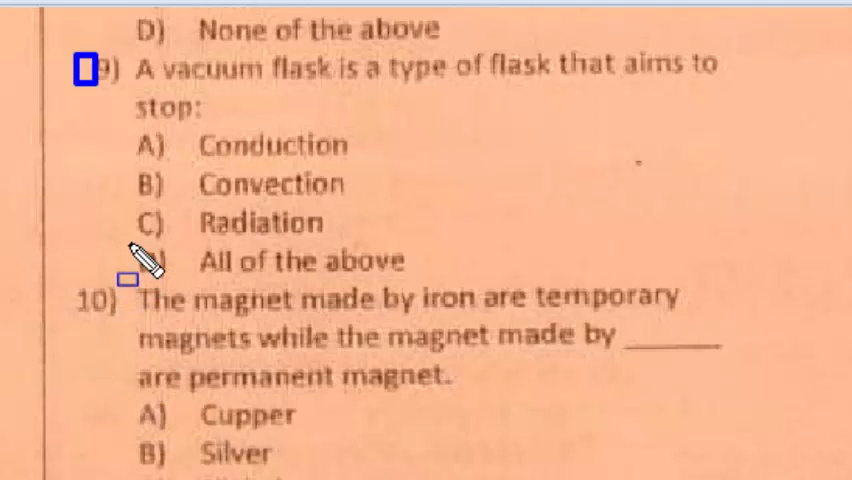 D) None of the above
9) A vacuum flask is a type of flask that aims to
stop:
A) Conduction
B) Convection
C) Radiation
All of the above
10) The magnet made by iron are temporary
magnets while the magnet made by ______
are permanent magnet.
A) Cupper
B) Silver